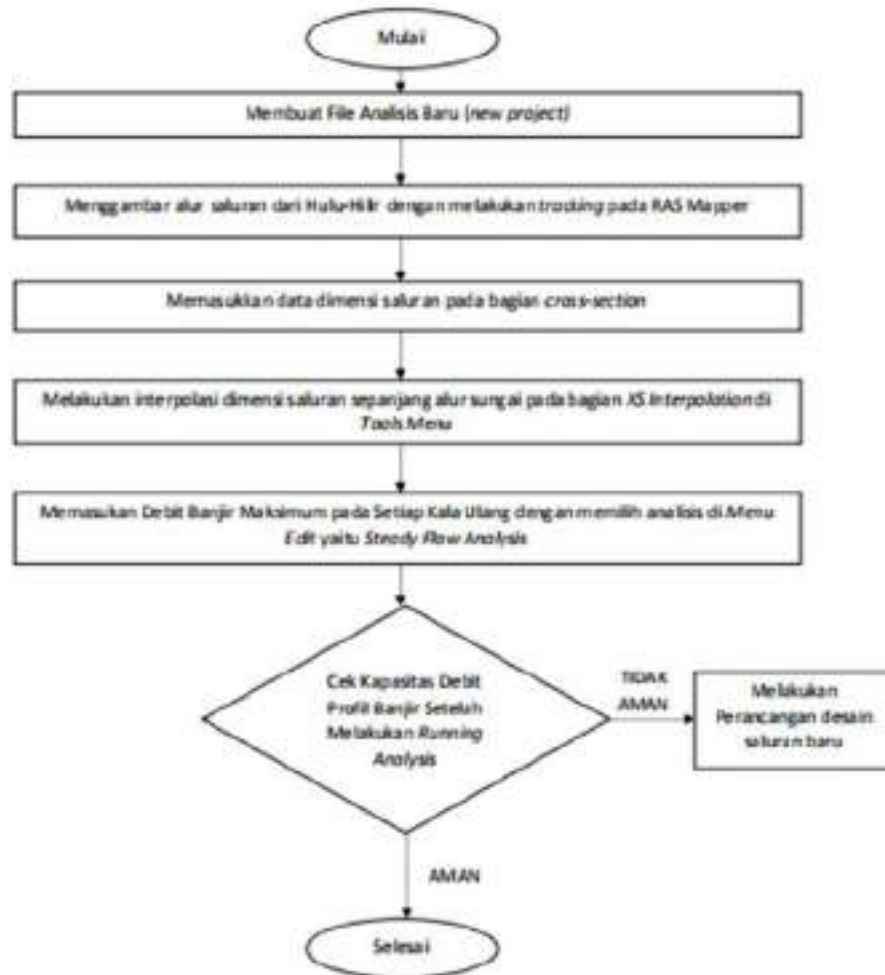 Mulai
Membuat File Analisis Baru (new project)
Menggambar alur saluran dari Hulu-Hilir dengan melakukan tracking pada RAS Mapper
Memasukkan data dimensi saluran pada bagian cross-section
Melakukan interpolasi dimensi saluran sepanjang alur sungai pada bagian XS Interpolation di
Tools Menu
Memasukan Debit Banjir Maksimum pada Setiap Kala Ulang dengan memilih analisis di Menu
Edit yaitu Steady Flow Analysis
Cek Kapasitas Debit
Profil Banjir Seteluh
Melakukan Running
Analysis
TIDAK
AMAN
Melakukan
Perancangan desain
saluran baru
AMAN
Selesai